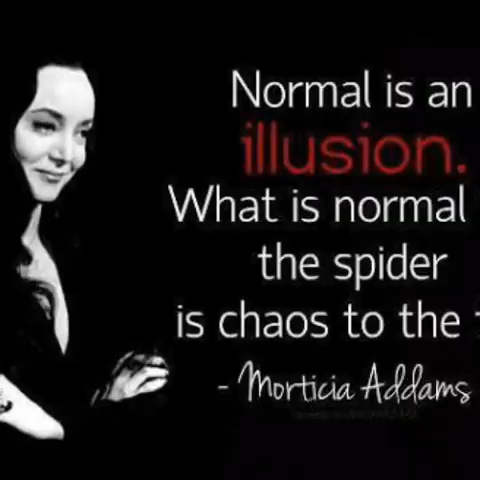 Normal is an
illusion.
What is normal
the spider
is chaos to the
- Morticia Addams